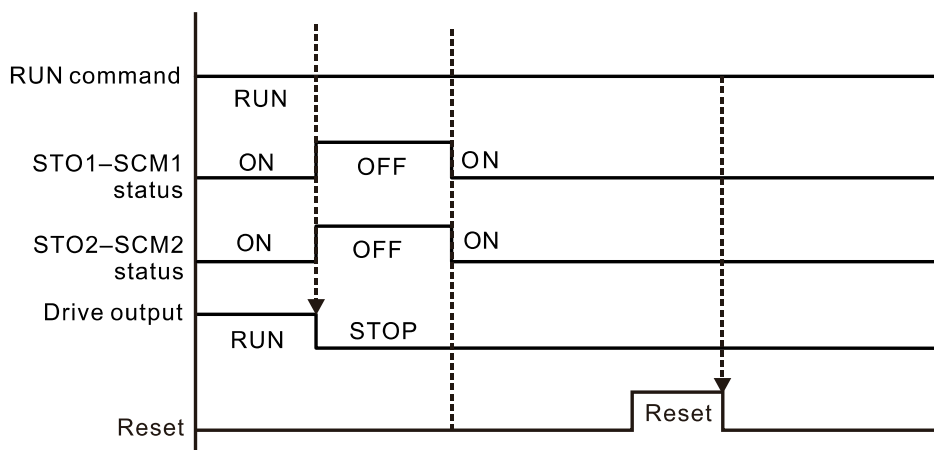 RUN command
RUN
STO1–SCM1
status
ON
OFF
ON
STO2–SCM2
status
ON
OFF
ON
Drive output
RUN
STOP
Reset
Reset